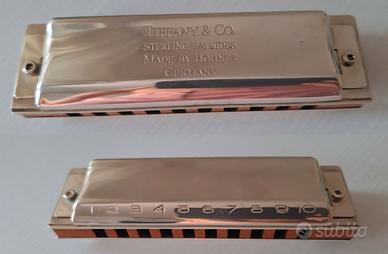 TIFFANY & CO.
STERLING 925 SIDES
MADE BY HOHNER
GERMANY
1 2 3 4 5 6 7 8 9 10
subito